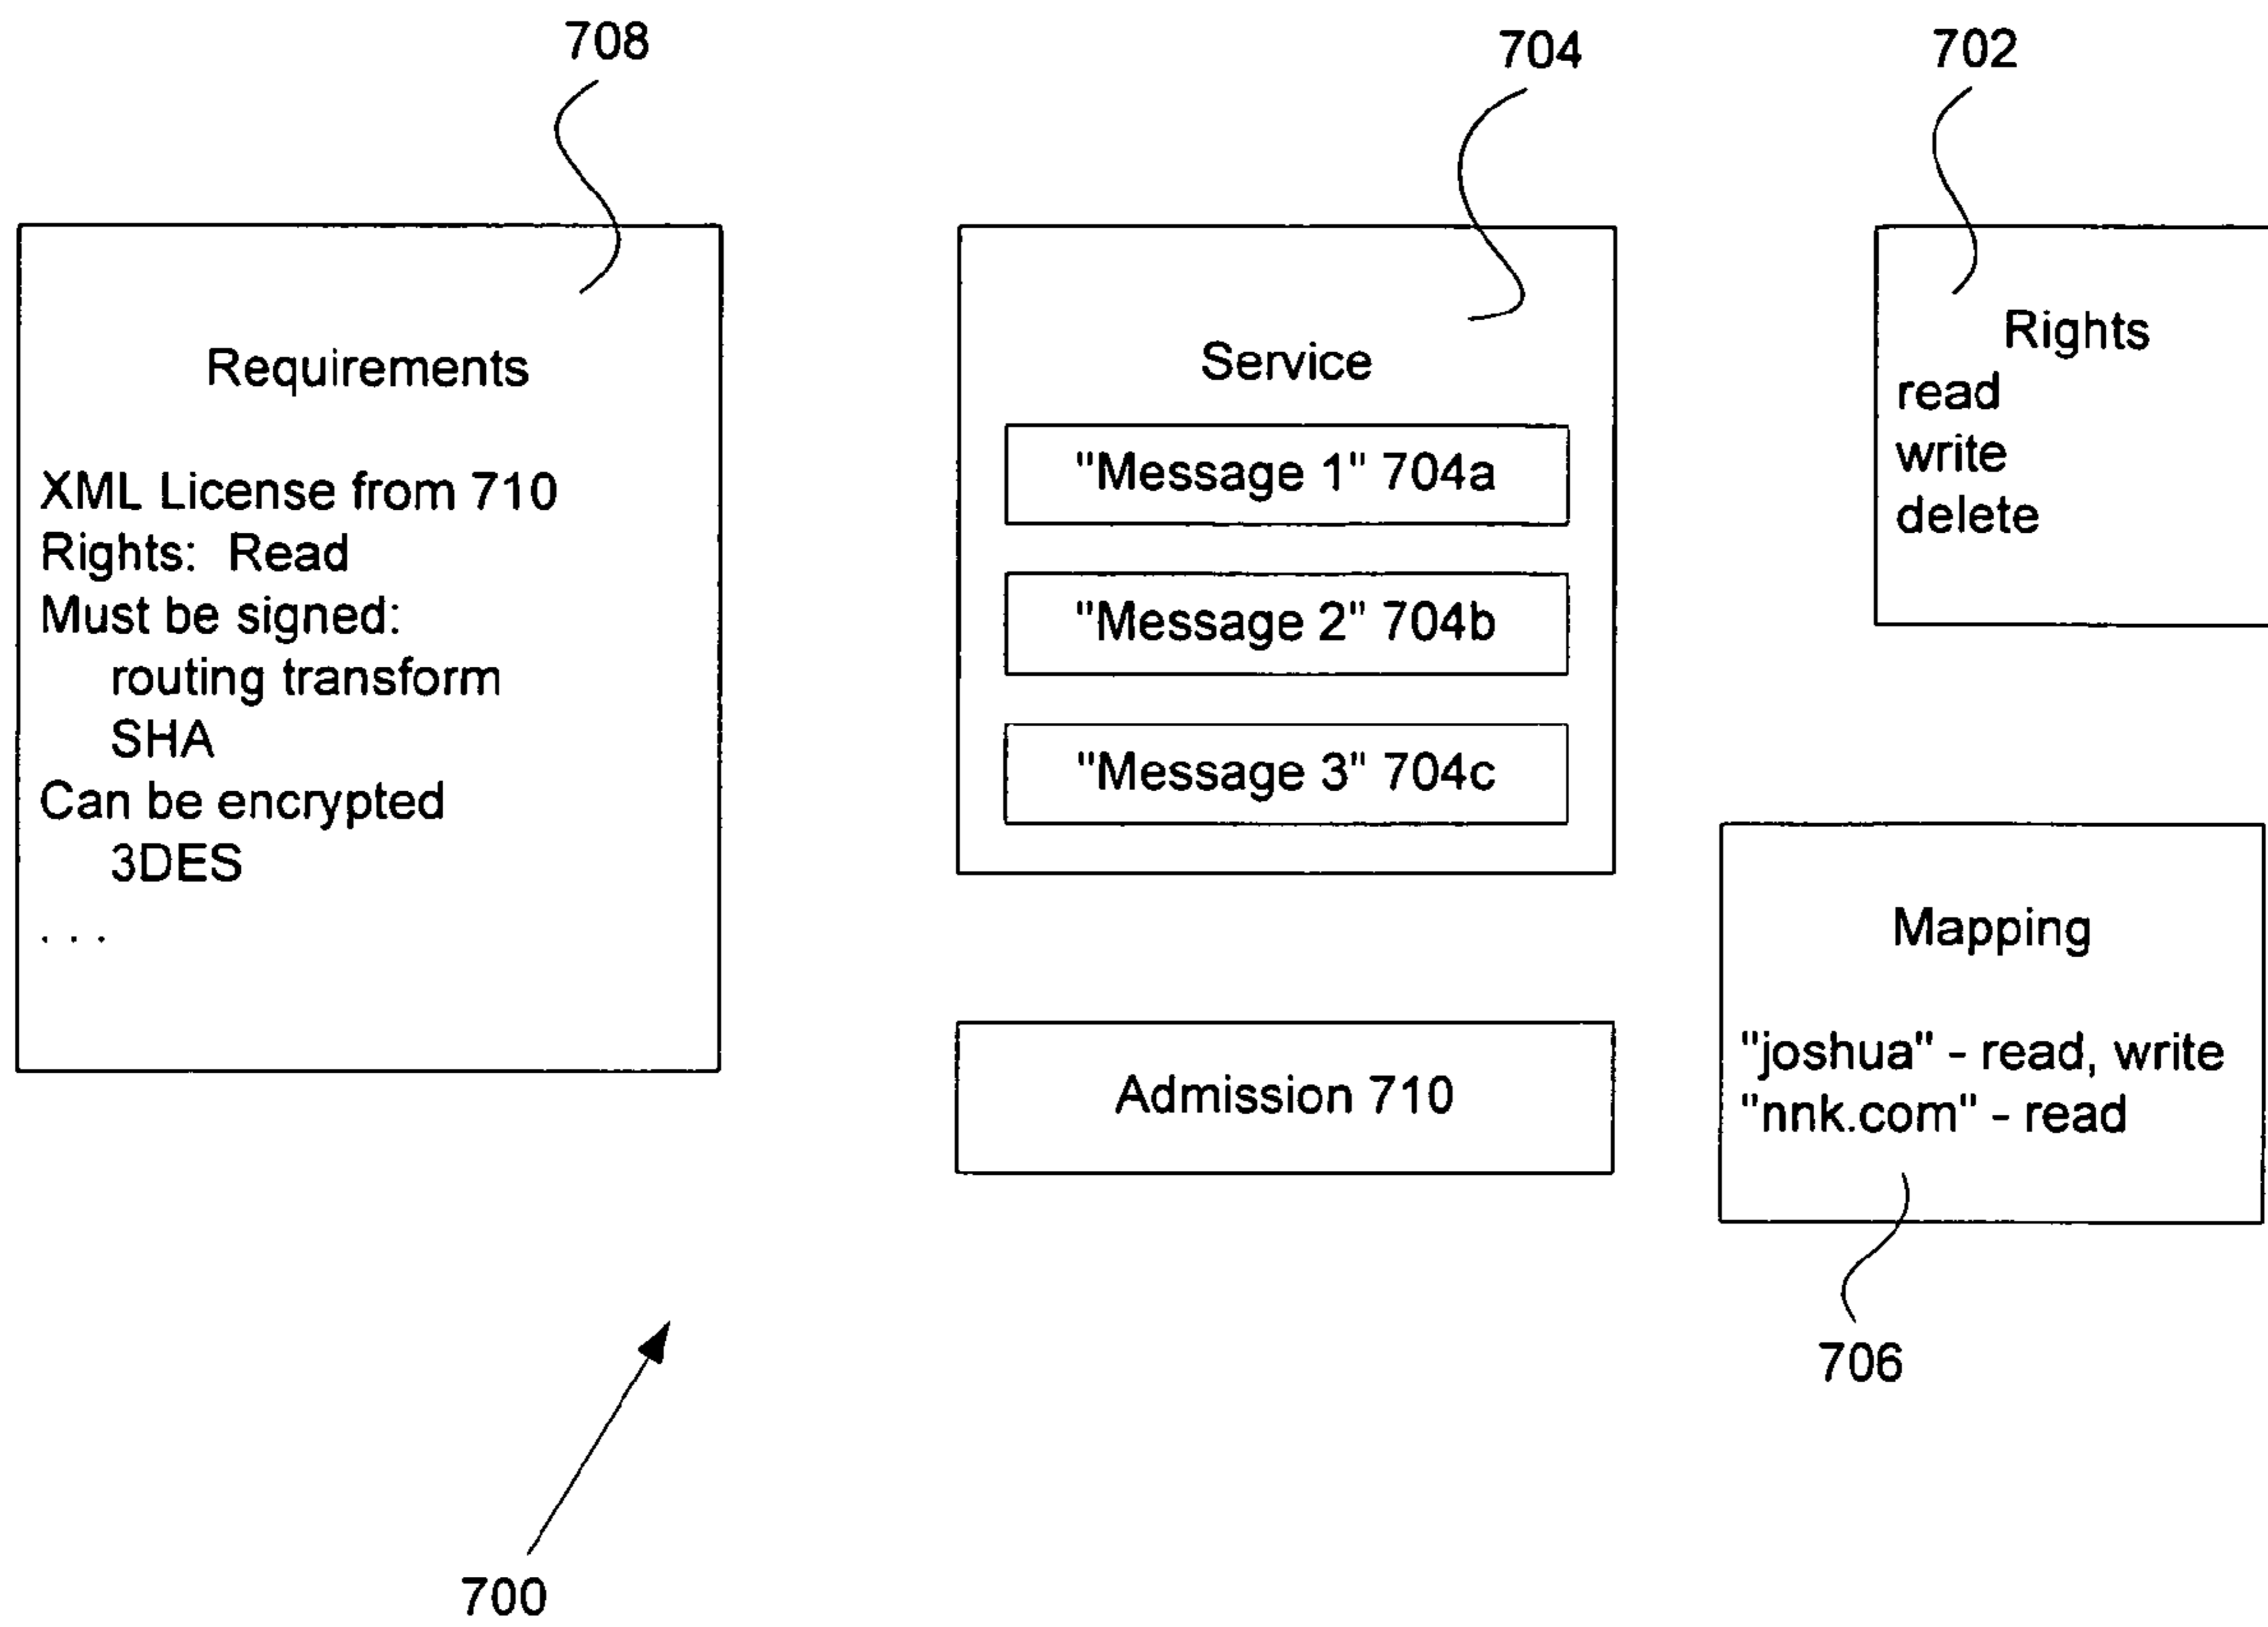 708
704
702
Requirements
XML License from 710
Rights: Read
Must be signed:
routing transform
SHA
Can be encrypted
3DES
. . .
Service
"Message 1" 704a
"Message 2" 704b
"Message 3" 704c
Admission 710
Rights
read
write
delete
Mapping
"joshua" - read, write
"nnk.com" - read
706
700